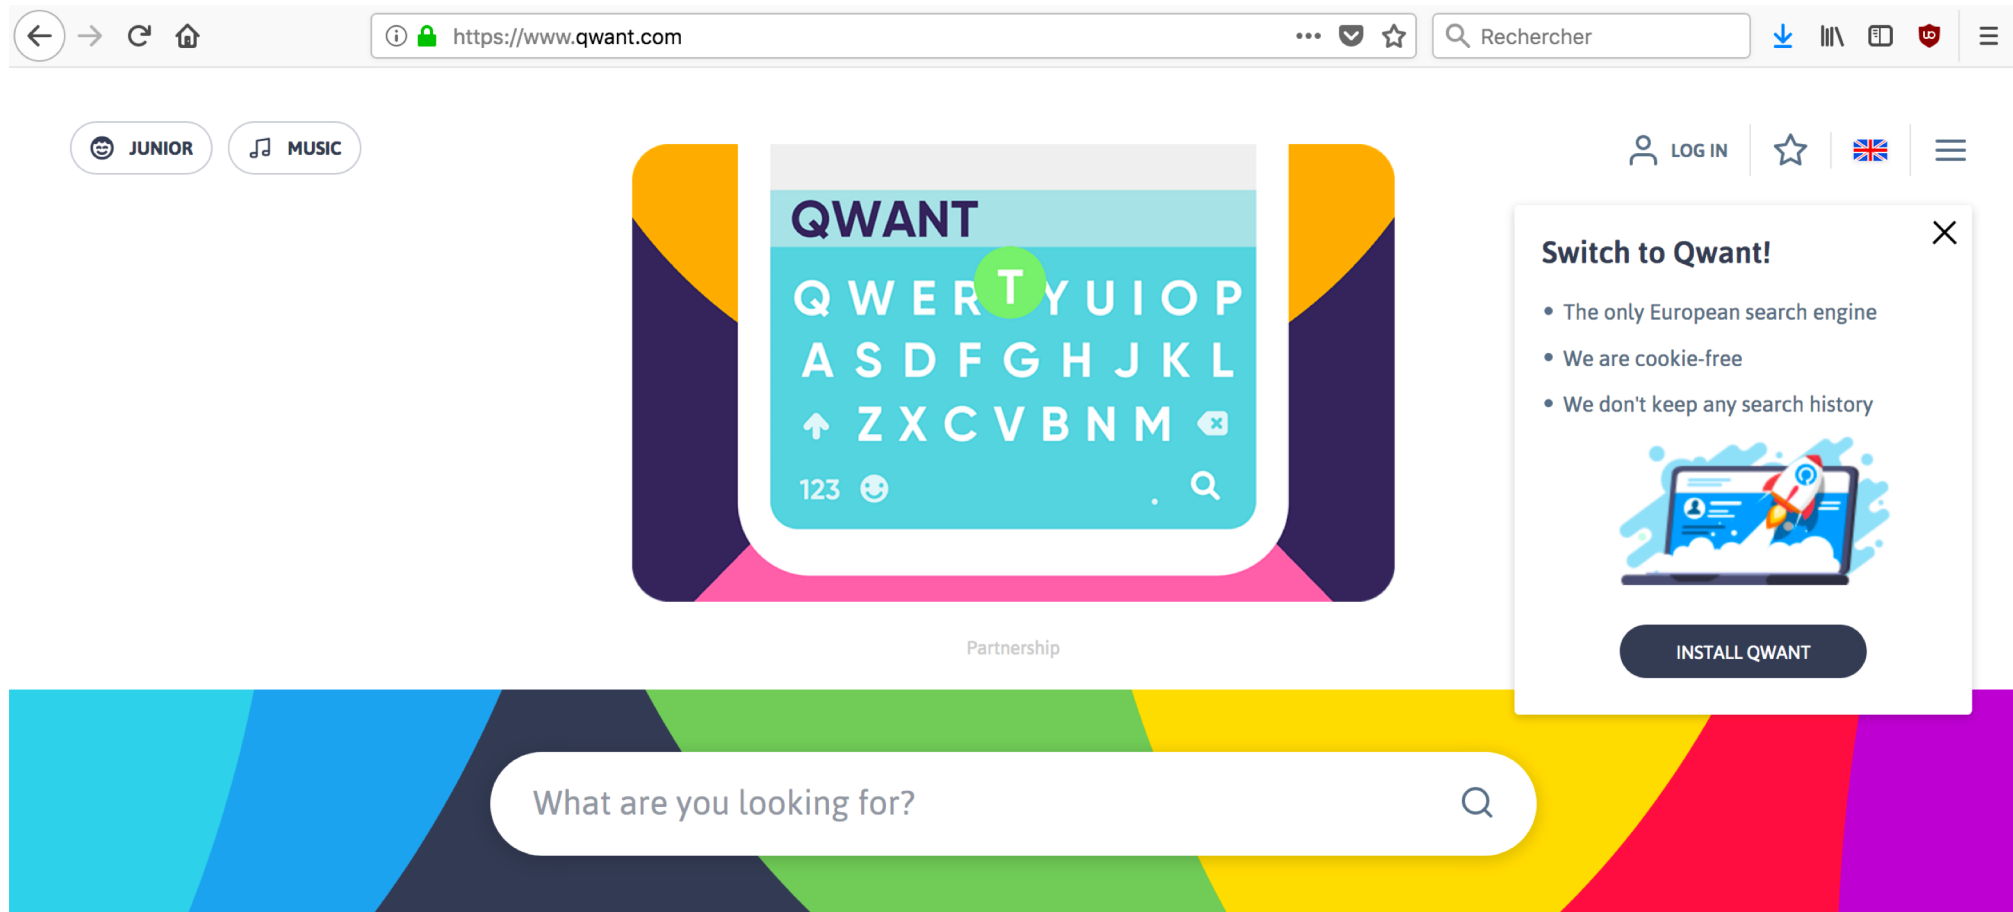 https://www.qwant.com
Rechercher
JUNIOR
MUSIC
LOG IN
QWANT
Q W E R T Y U I O P
A S D F G H J K L
Z X C V B N M
123 .
Partnership
Switch to Qwant!
• The only European search engine
• We are cookie-free
• We don't keep any search history
INSTALL QWANT
What are you looking for?